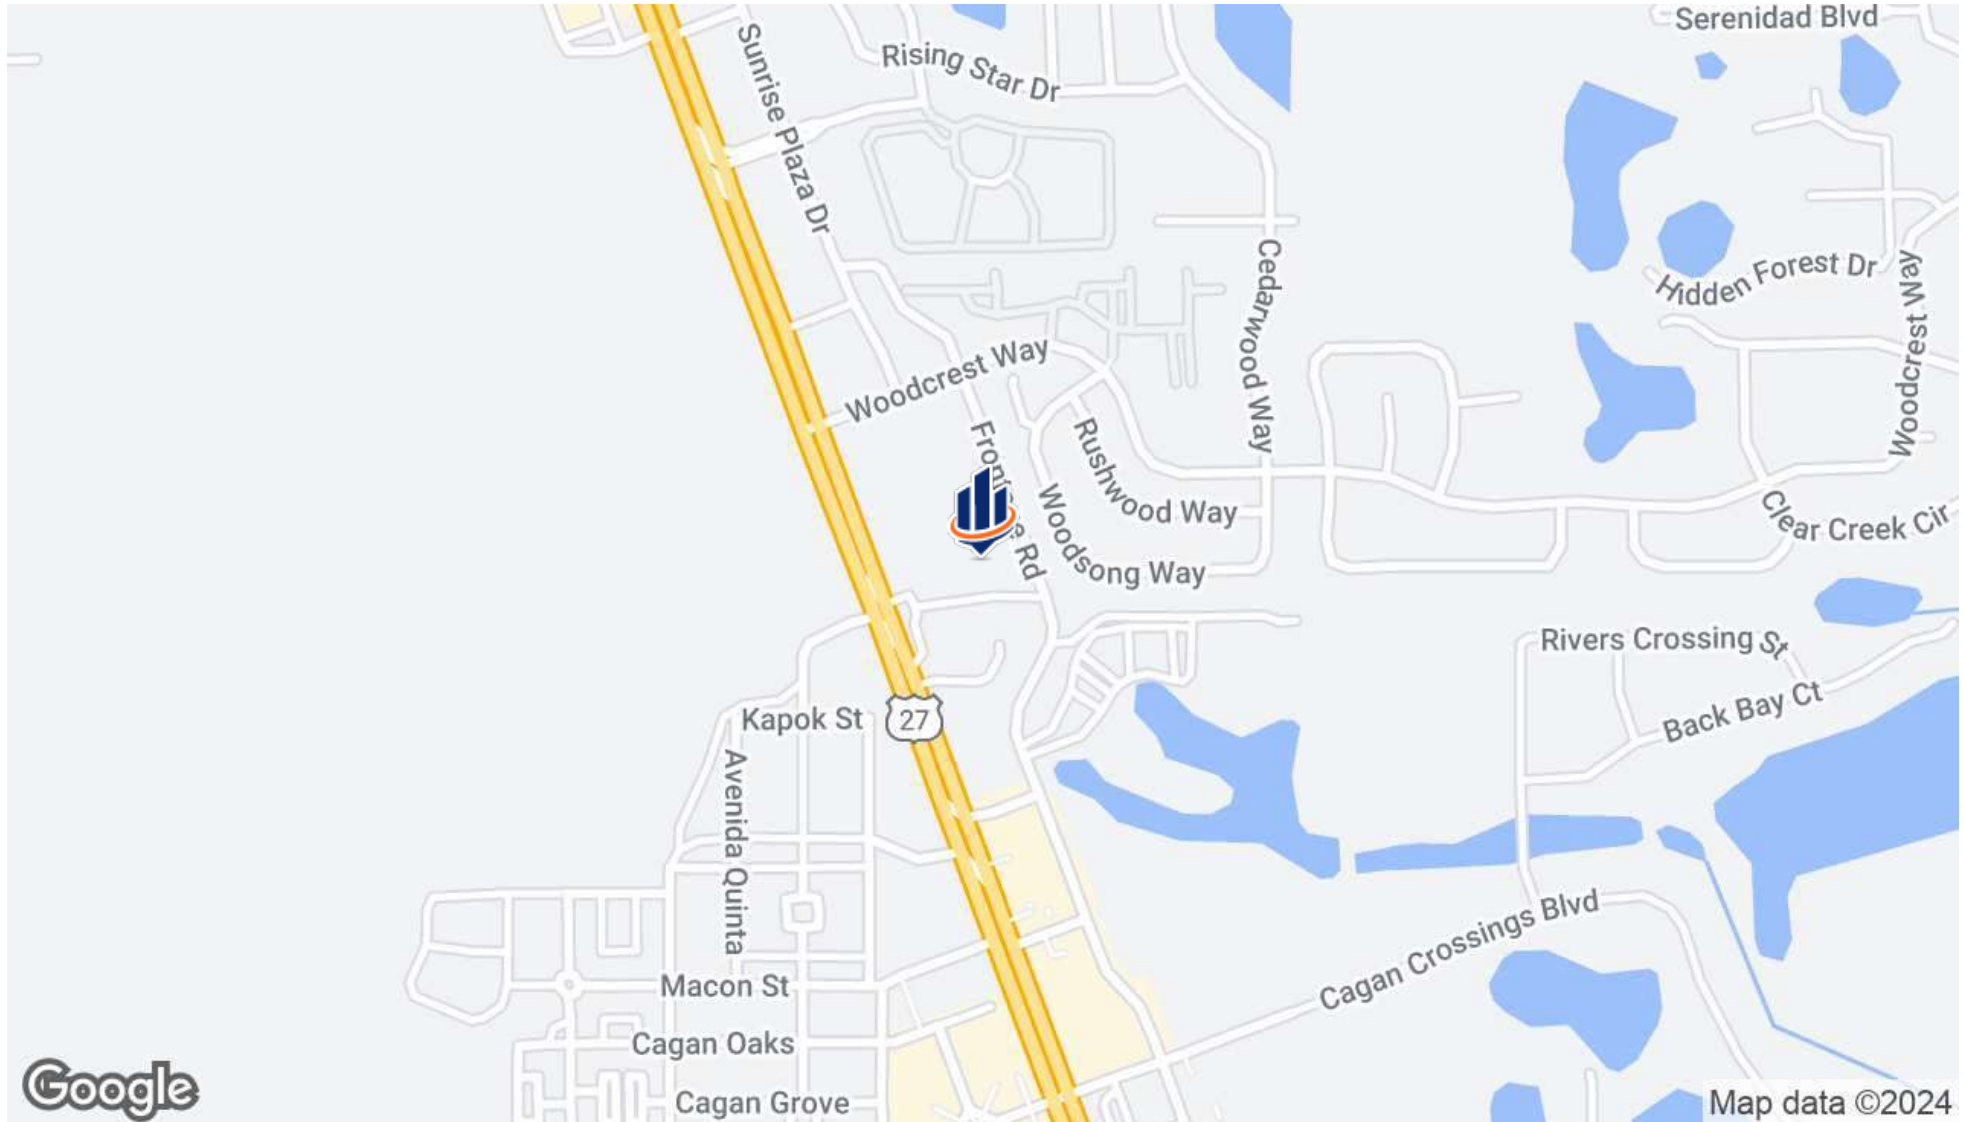 Serenidad Blvd
Sunrise Plaza Dr
Rising Star Dr
Cedarwood Way
Hidden Forest Dr
Woodcrest Way
Woodcrest Way
Rushwood Way
Woodsong Way
Rd
Clear Creek Cir
Rivers Crossing St
Back Bay Ct
Kapok St
27
Avenida Quinta
Cagan Crossings Blvd
Macon St
Cagan Oaks
Cagan Grove
Google
Map data ©2024